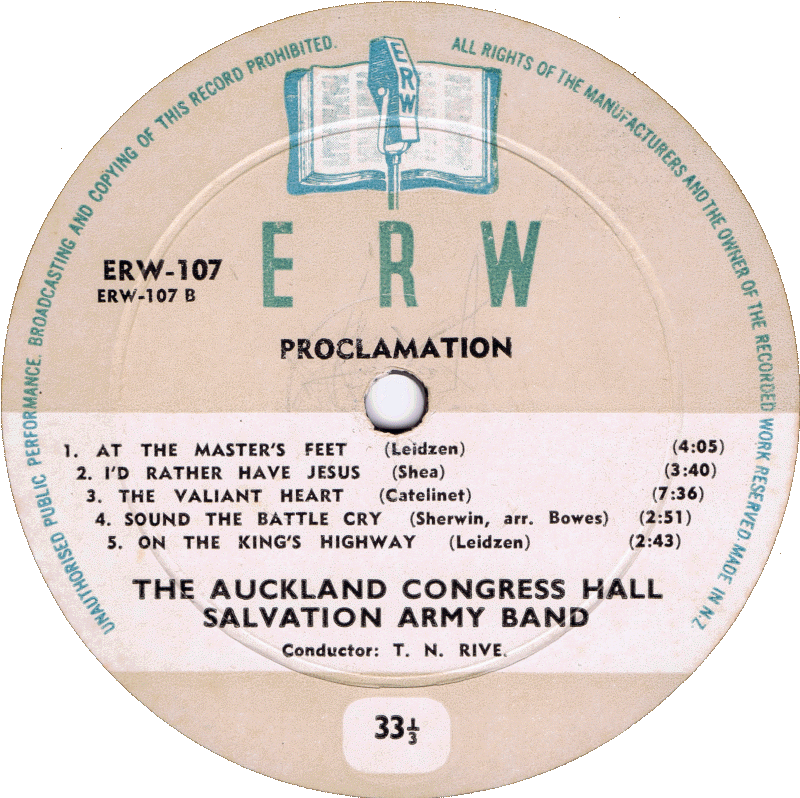 UNAUTHORISED PUBLIC PERFORMANCE. BROADCASTING AND COPYING OF THIS RECORD PROHIBITED.
ALL RIGHTS OF THE MANUFACTURERS AND THE OWNER OF THE RECORDED WORK RESERVED. MADE IN N.Z.
ERW
E R W
ERW-107
ERW-107 B
PROCLAMATION
1. AT THE MASTER'S FEET (Leidzen) (4:05)
2. I'D RATHER HAVE JESUS (Shea) (3:40)
3. THE VALIANT HEART (Catelinet) (7:36)
4. SOUND THE BATTLE CRY (Sherwin, arr. Bowes) (2:51)
5. ON THE KING'S HIGHWAY (Leidzen) (2:43)
THE AUCKLAND CONGRESS HALL
SALVATION ARMY BAND
Conductor: T. N. RIVE.
33⅓